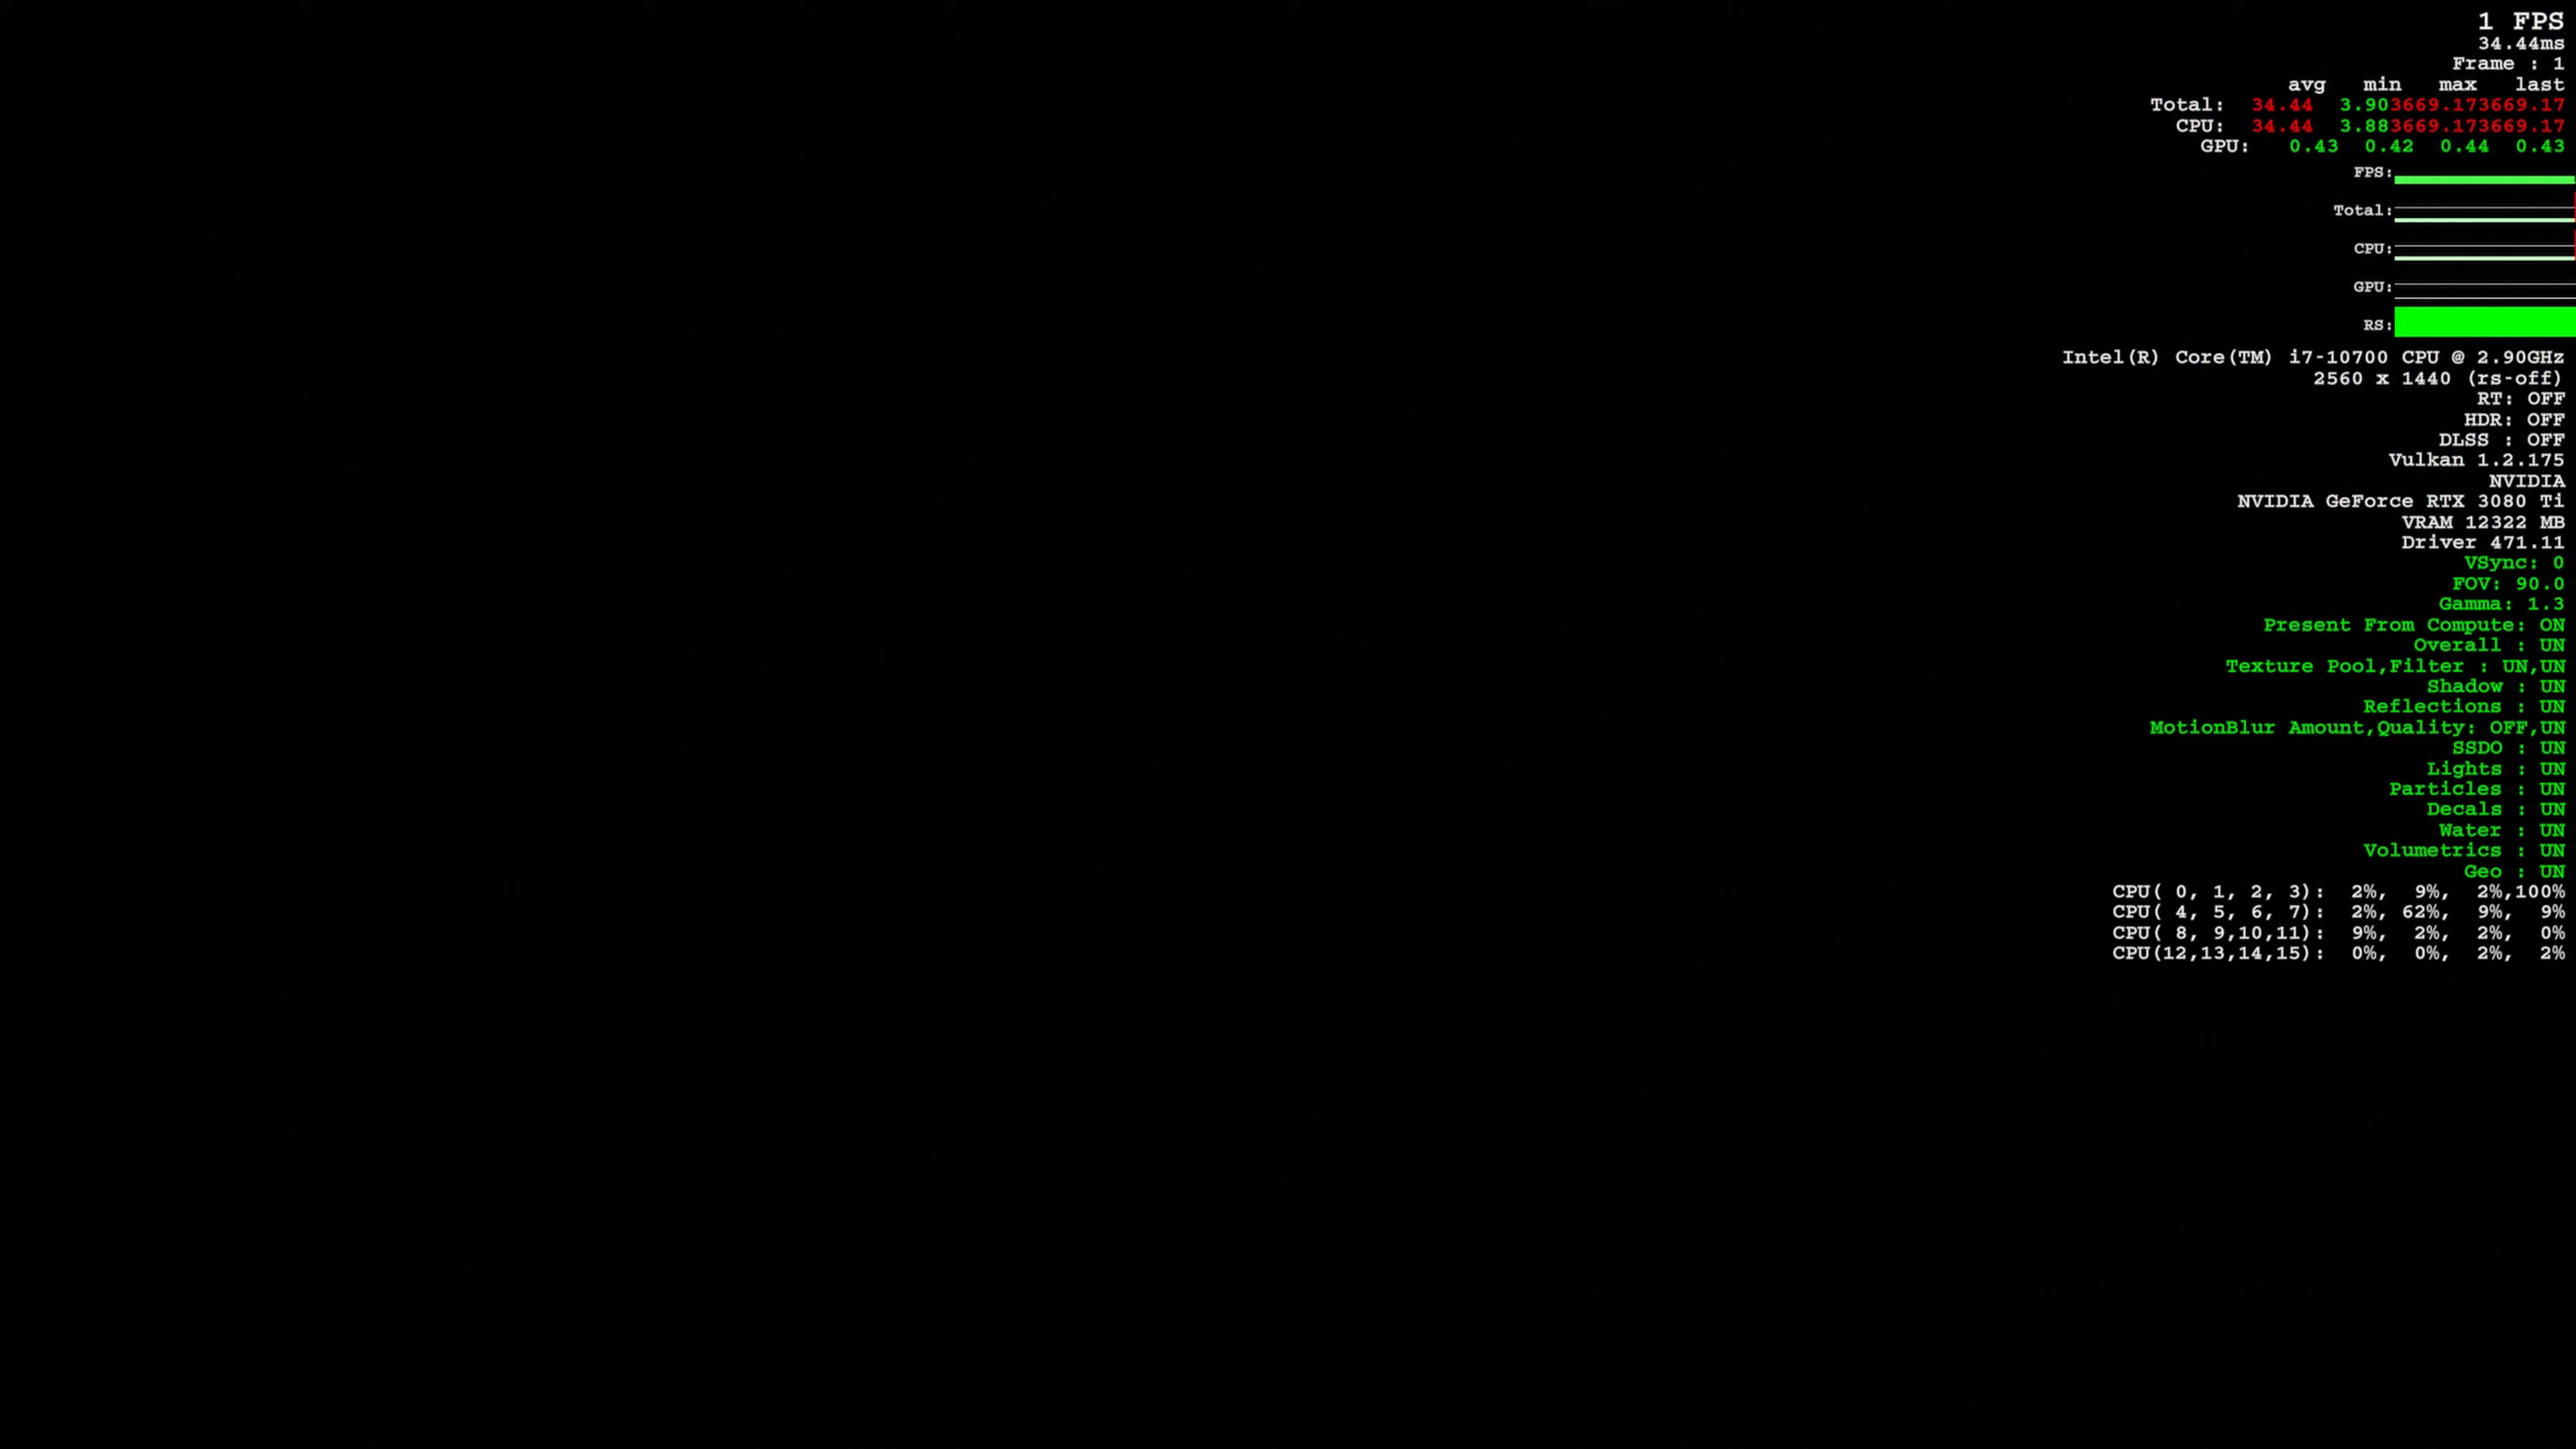 1 FPS
34.44ms
Frame : 1
avg min max last
Total: 34.44 3.903669.173669.17
CPU: 34.44 3.883669.173669.17
GPU: 0.43 0.42 0.44 0.43
FPS:
Total:
CPU:
GPU:
RS:
Intel(R) Core(TM) i7-10700 CPU @ 2.90GHz
2560 x 1440 (rs-off)
RT: OFF
HDR: OFF
DLSS : OFF
Vulkan 1.2.175
NVIDIA
NVIDIA GeForce RTX 3080 Ti
VRAM 12322 MB
Driver 471.11
VSync: 0
FOV: 90.0
Gamma: 1.3
Present From Compute: ON
Overall : UN
Texture Pool,Filter : UN,UN
Shadow : UN
Reflections : UN
MotionBlur Amount,Quality: OFF,UN
SSDO : UN
Lights : UN
Particles : UN
Decals : UN
Water : UN
Volumetrics : UN
Geo : UN
CPU( 0, 1, 2, 3): 2%, 9%, 2%,100%
CPU( 4, 5, 6, 7): 2%, 62%, 9%, 9%
CPU( 8, 9,10,11): 9%, 2%, 2%, 0%
CPU(12,13,14,15): 0%, 0%, 2%, 2%